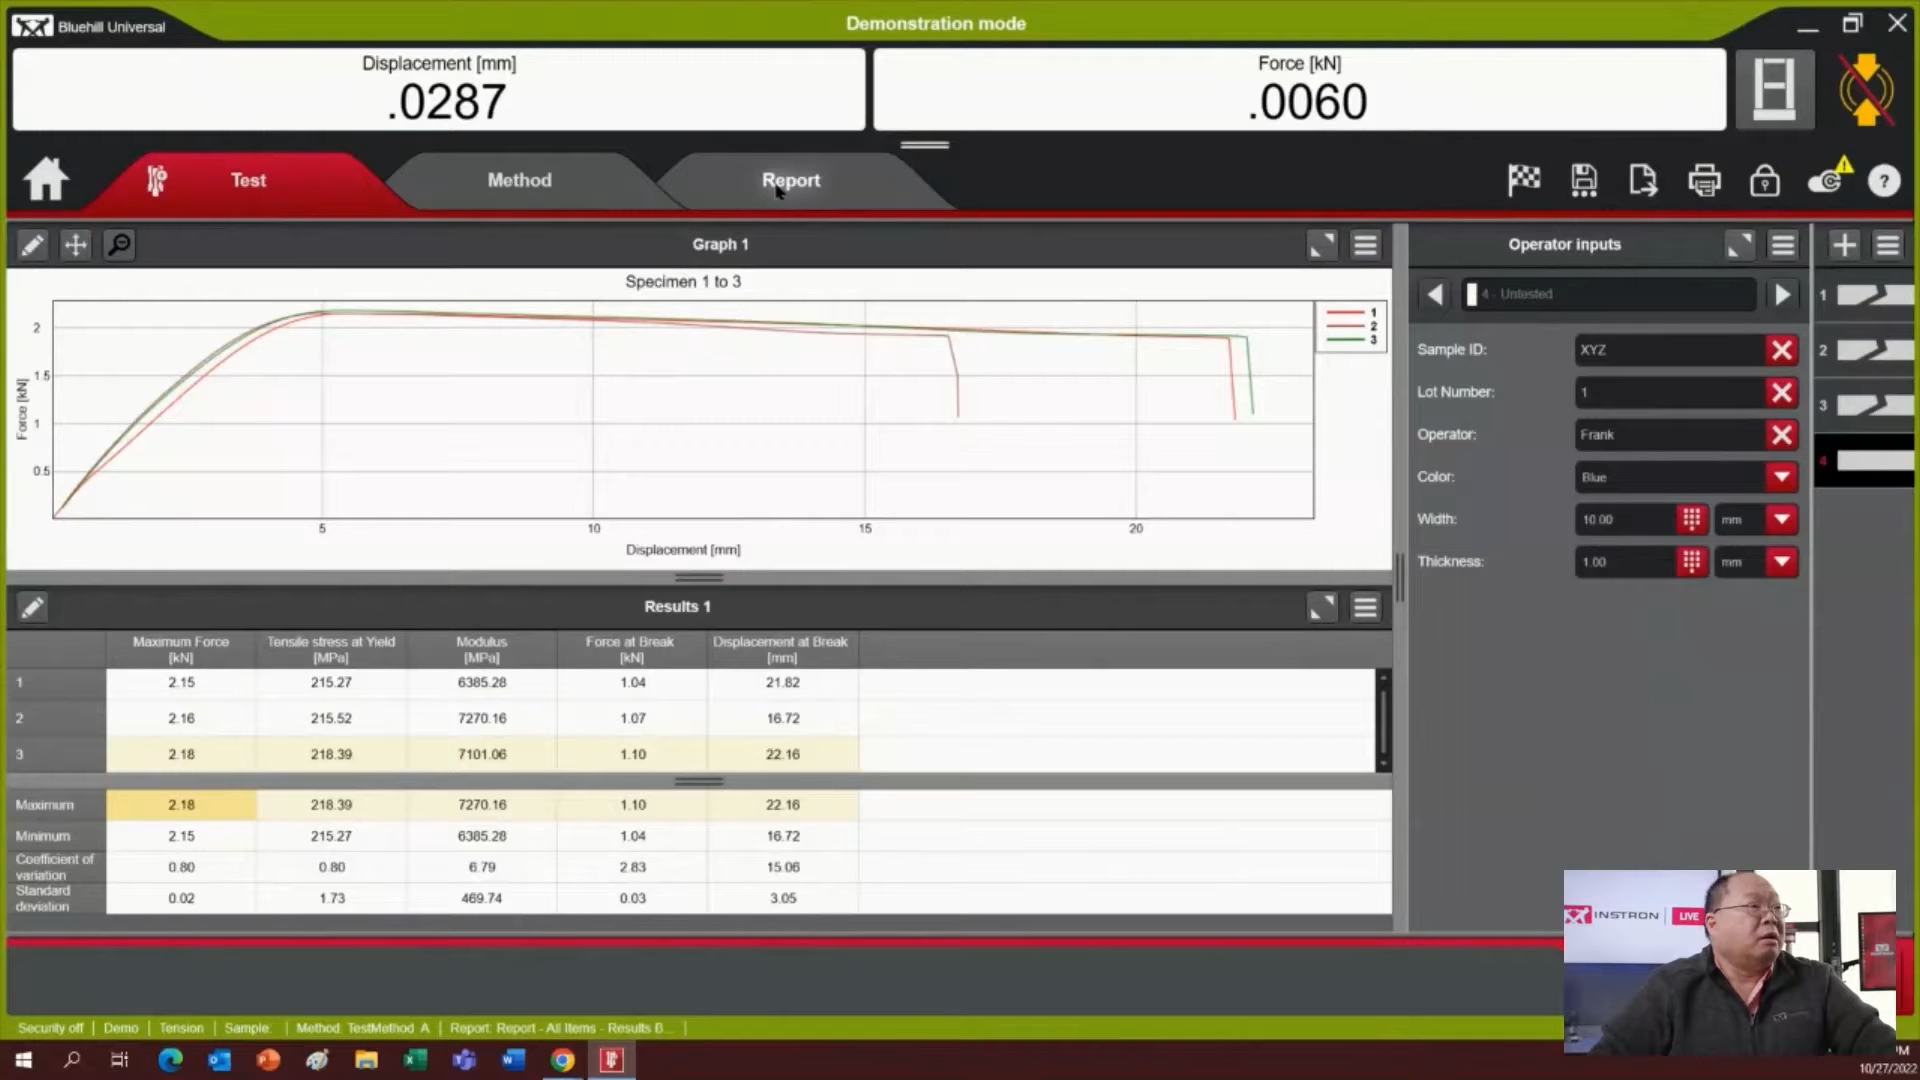 Bluehill Universal
Demonstration mode
Displacement [mm]
.0287
Force [kN]
.0060
Test
Method
Report
Graph 1
Specimen 1 to 3
2
1.5
1
0.5
Force [kN]
5
10
15
20
Displacement [mm]
1
2
3
Operator inputs
4 - Untested
Sample ID: XYZ
Lot Number: 1
Operator: Frank
Color: Blue
Width: 10.00 mm
Thickness: 1.00 mm
1
2
3
4
Results 1
Maximum Force [kN]
Tensile stress at Yield [MPa]
Modulus [MPa]
Force at Break [kN]
Displacement at Break [mm]
1 2.15 215.27 6385.28 1.04 21.82
2 2.16 215.52 7270.16 1.07 16.72
3 2.18 218.39 7101.06 1.10 22.16
Maximum 2.18 218.39 7270.16 1.10 22.16
Minimum 2.15 215.27 6385.28 1.04 16.72
Coefficient of variation 0.80 0.80 6.79 2.83 15.06
Standard deviation 0.02 1.73 469.74 0.03 3.05
INSTRON LIVE
Security off | Demo | Tension | Sample: | Method: TestMethod A | Report: Report - All Items - Results B... |
10/27/2022